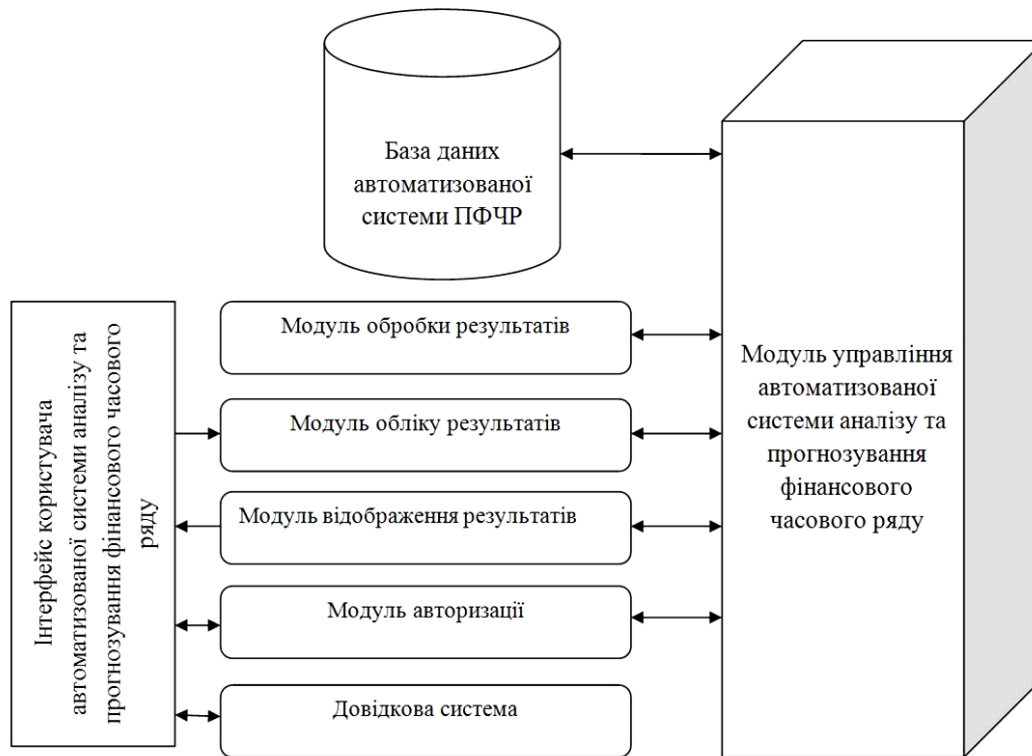 База даних
автоматизованої
системи ПФЧР
Модуль обробки результатів
Модуль обліку результатів
Модуль відображення результатів
Модуль авторизації
Довідкова система
Інтерфейс користувача
автоматизованої системи аналізу та
прогнозування фінансового часового
ряду
Модуль управління
автоматизованої
системи аналізу та
прогнозування
фінансового
часового ряду